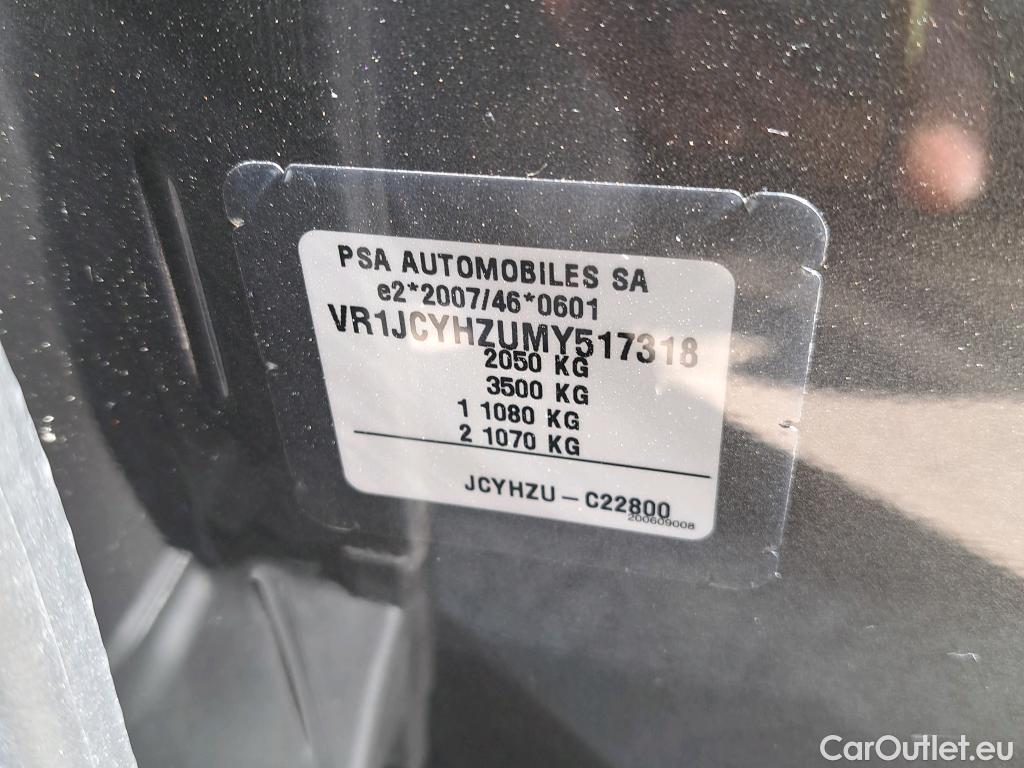 PSA AUTOMOBILES SA
e2*2007/46*0601
VR1JCYHZUMY517318
2050 KG
3500 KG
1 1080 KG
2 1070 KG
JCYHZU – C22800
200609008
CarOutlet.eu